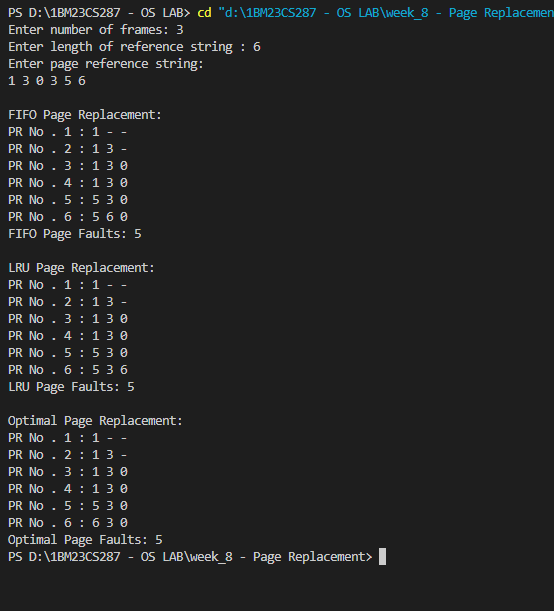 PS D:\1BM23CS287 - OS LAB> cd "d:\1BM23CS287 - OS LAB\week_8 - Page Replacemen
Enter number of frames: 3
Enter length of reference string : 6
Enter page reference string:
1 3 0 3 5 6
FIFO Page Replacement:
PR No . 1 : 1 - -
PR No . 2 : 1 3 -
PR No . 3 : 1 3 0
PR No . 4 : 1 3 0
PR No . 5 : 5 3 0
PR No . 6 : 5 6 0
FIFO Page Faults: 5
LRU Page Replacement:
PR No . 1 : 1 - -
PR No . 2 : 1 3 -
PR No . 3 : 1 3 0
PR No . 4 : 1 3 0
PR No . 5 : 5 3 0
PR No . 6 : 5 3 6
LRU Page Faults: 5
Optimal Page Replacement:
PR No . 1 : 1 - -
PR No . 2 : 1 3 -
PR No . 3 : 1 3 0
PR No . 4 : 1 3 0
PR No . 5 : 5 3 0
PR No . 6 : 6 3 0
Optimal Page Faults: 5
PS D:\1BM23CS287 - OS LAB\week_8 - Page Replacement>